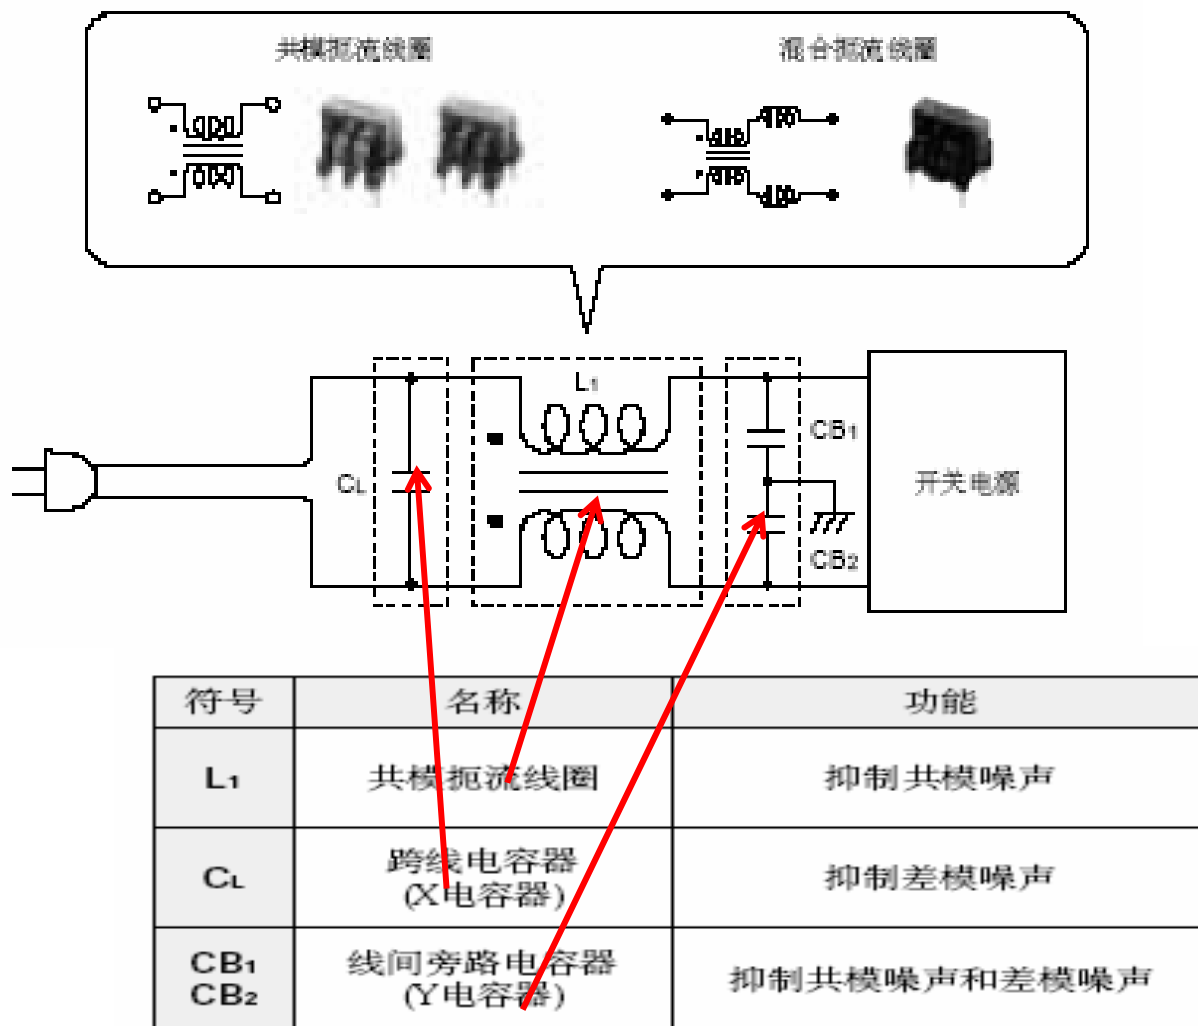 共模扼流线圈
混合扼流线圈
L1
CL
CB1
CB2
开关电源
符号 名称 功能
L1 共模扼流线圈 抑制共模噪声
CL 跨线电容器
(X电容器) 抑制差模噪声
CB1
CB2 线间旁路电容器
(Y电容器) 抑制共模噪声和差模噪声